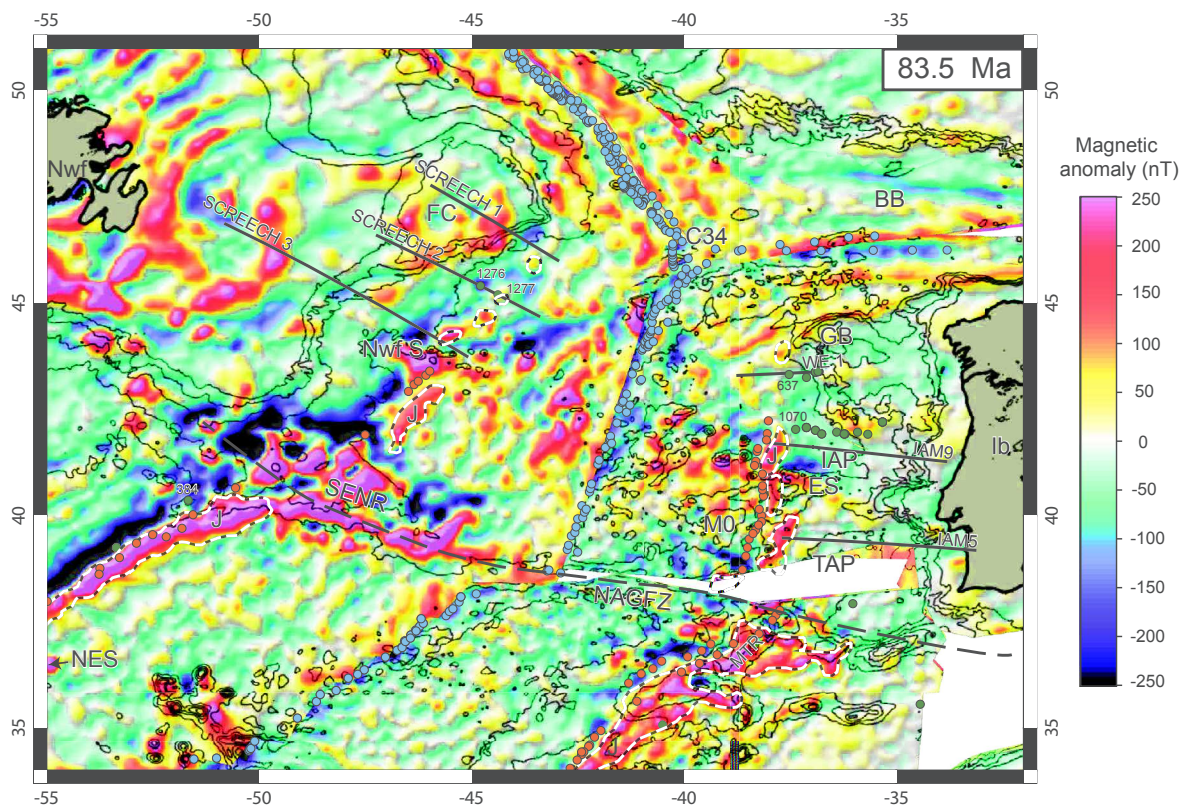 -55 -50 -45 -40 -35
83.5 Ma
50 50
Magnetic
anomaly (nT)
Nwf
SCREECH 1
BB
250
FC
SCREECH 3
SCREECH 2
200
C34
150
1276
1277
45 45
100
GB
Nwf S.
WE-1
637
50
J
1070
0
J
IAP
IAM9
Ib
-50
384
SENR
ES
J
M0
40 40
-100
IAM5
TAP
-150
NAGFZ
-200
MTR
NES
-250
35 35
-55 -50 -45 -40 -35